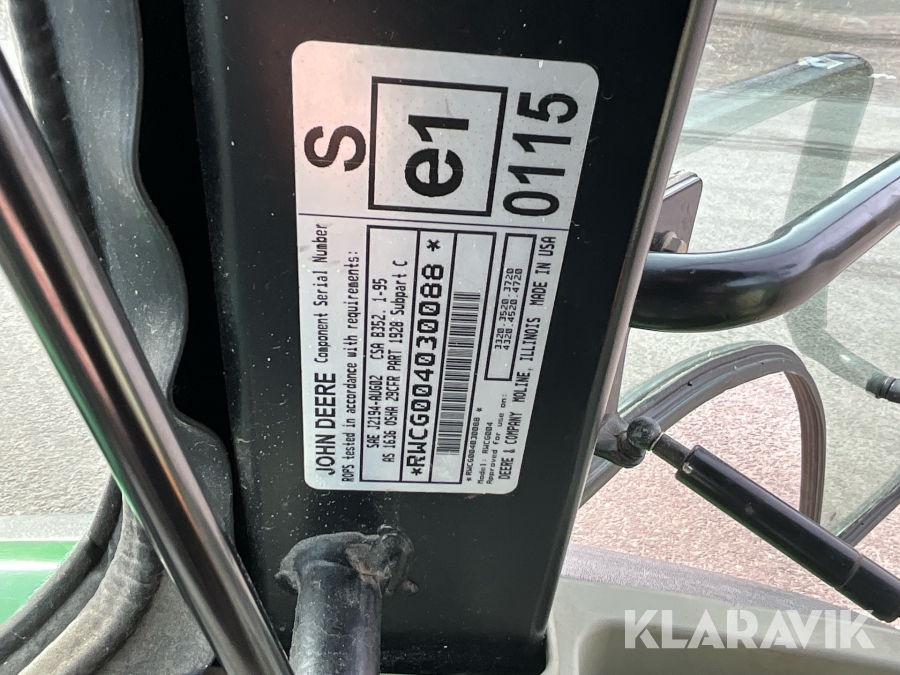 S e1 0115
JOHN DEERE Component Serial Number
ROPS tested in accordance with requirements:
SAE J2194-AUG02 CSA B352. 1-95
AS 1636 OSHA 29CFR PART 1928 Subpart C
*RWCG004030088 *
*RWCG004030088 *
Model: RWCG004
Approved for use on:
3320.3520.3720
4320.4520.4720
DEERE & COMPANY MOLINE, ILLINOIS MADE IN USA
KLARAVIK